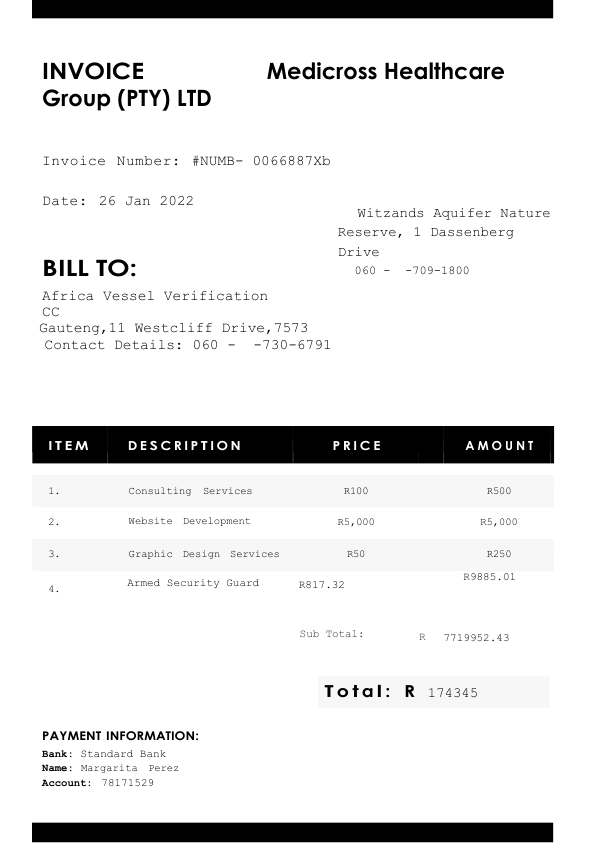 INVOICE Medicross Healthcare
Group (PTY) LTD
Invoice Number: #NUMB- 0066887Xb
Date: 26 Jan 2022
Witzands Aquifer Nature
Reserve, 1 Dassenberg
Drive
060 - -709-1800
BILL TO:
Africa Vessel Verification
CC
Gauteng,11 Westcliff Drive,7573
Contact Details: 060 - -730-6791
ITEM DESCRIPTION PRICE AMOUNT
1. Consulting Services R100 R500
2. Website Development R5,000 R5,000
3. Graphic Design Services R50 R250
4. Armed Security Guard R817.32 R9885.01
Sub Total: R 7719952.43
Total: R 174345
PAYMENT INFORMATION:
Bank: Standard Bank
Name: Margarita Perez
Account: 78171529